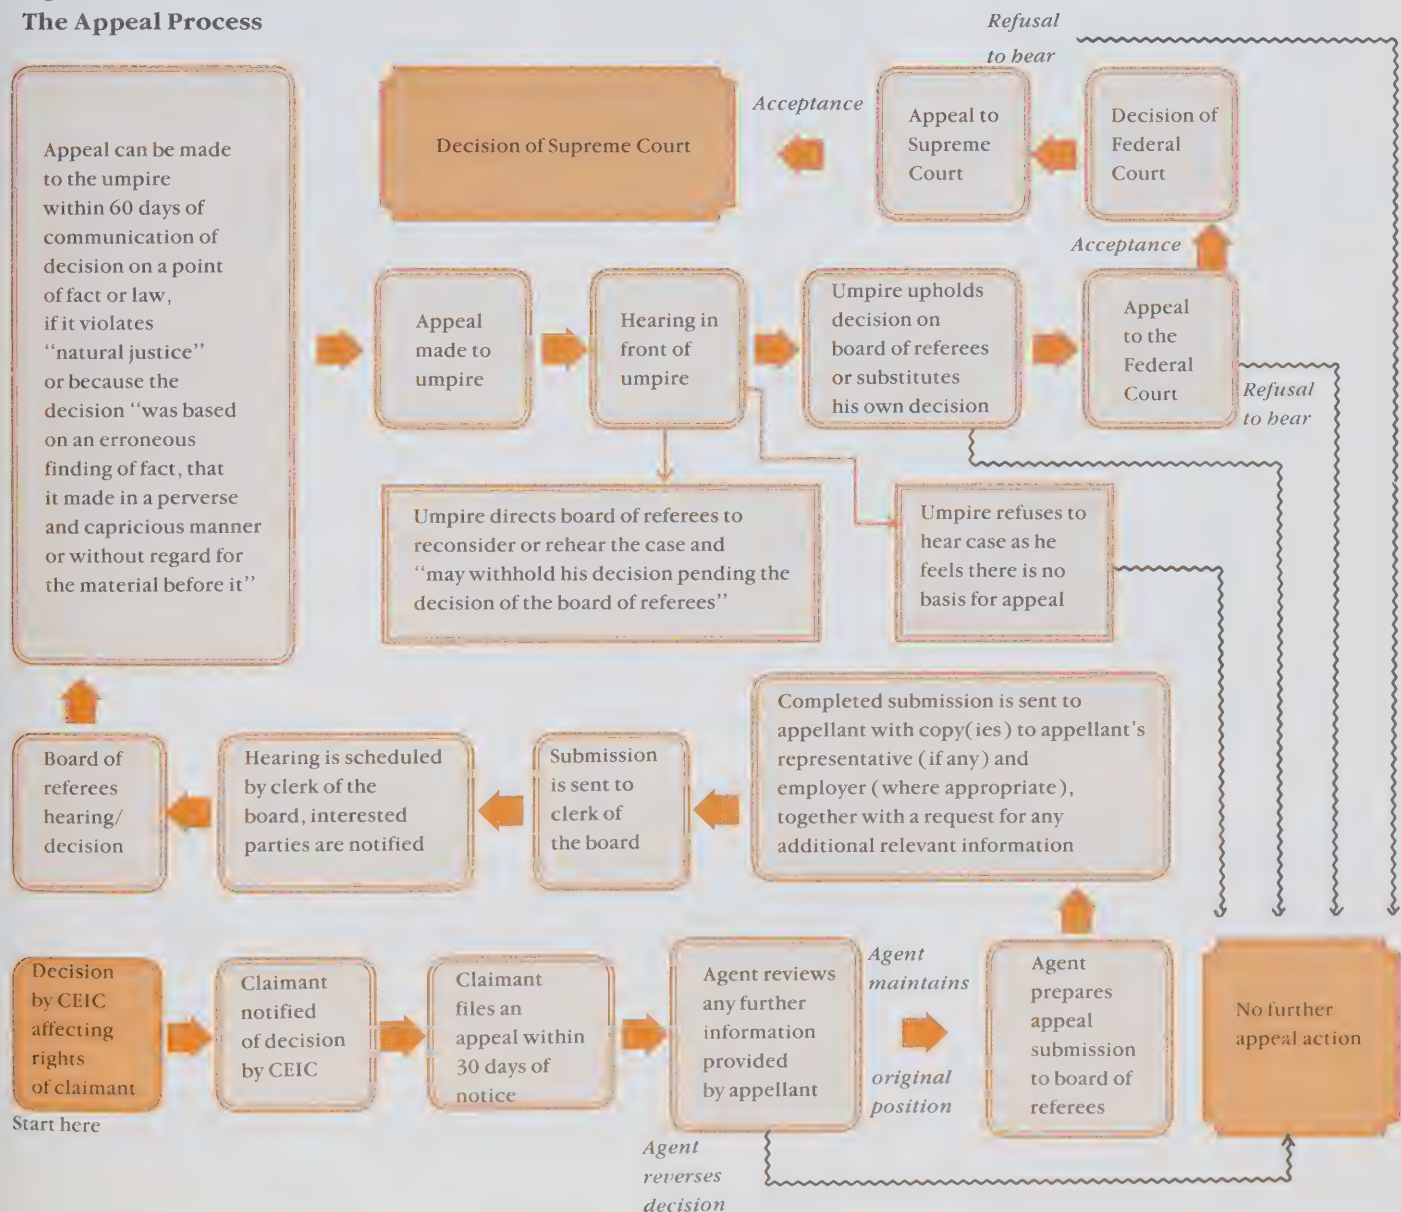 The Appeal Process
Refusal
to hear
Appeal can be made
to the umpire
within 60 days of
communication of
decision on a point
of fact or law,
if it violates
“natural justice”
or because the
decision “was based
on an erroneous
finding of fact, that
it made in a perverse
and capricious manner
or without regard for
the material before it”
Decision of Supreme Court
Acceptance
Appeal to
Supreme
Court
Decision of
Federal
Court
Acceptance
Appeal
made to
umpire
Hearing in
front of
umpire
Umpire upholds
decision on
board of referees
or substitutes
his own decision
Appeal
to the
Federal
Court
Refusal
to hear
Umpire directs board of referees to
reconsider or rehear the case and
“may withhold his decision pending the
decision of the board of referees”
Umpire refuses to
hear case as he
feels there is no
basis for appeal
Board of
referees
hearing/
decision
Hearing is scheduled
by clerk of the
board, interested
parties are notified
Submission
is sent to
clerk of
the board
Completed submission is sent to
appellant with copy(ies) to appellant’s
representative (if any) and
employer (where appropriate),
together with a request for any
additional relevant information
Decision
by CEIC
affecting
rights
of claimant
Start here
Claimant
notified
of decision
by CEIC
Claimant
files an
appeal within
30 days of
notice
Agent reviews
any further
information
provided
by appellant
Agent
maintains
original
position
Agent
prepares
appeal
submission
to board of
referees
No further
appeal action
Agent
reverses
decision